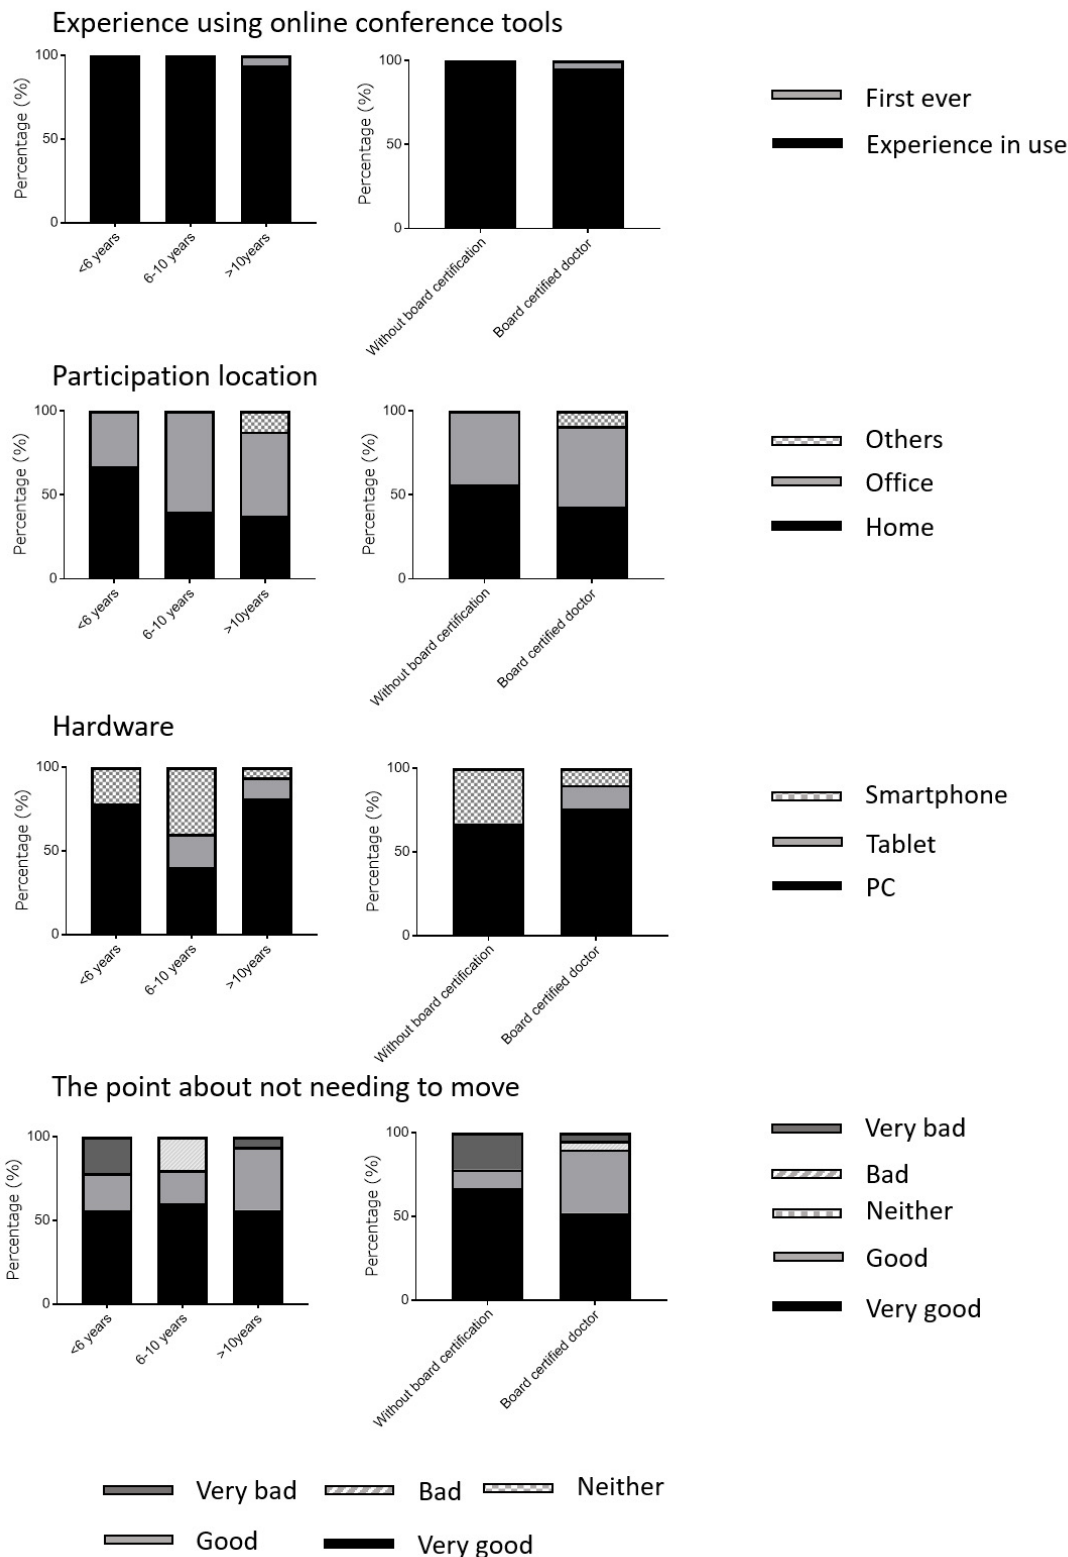 Experience using online conference tools
Percentage (%)
100
50
0
<6 years
6-10 years
>10years
Percentage (%)
100
50
0
Without board certification
Board certified doctor
First ever
Experience in use
Participation location
Percentage (%)
100
50
0
<6 years
6-10 years
>10years
Percentage (%)
100
50
0
Without board certification
Board certified doctor
Others
Office
Home
Hardware
Percentage (%)
100
50
0
<6 years
6-10 years
>10years
Percentage (%)
100
50
0
Without board certification
Board certified doctor
Smartphone
Tablet
PC
The point about not needing to move
Percentage (%)
100
50
0
<6 years
6-10 years
>10years
Percentage (%)
100
50
0
Without board certification
Board certified doctor
Very bad
Bad
Neither
Good
Very good
Very bad Bad Neither
Good Very good